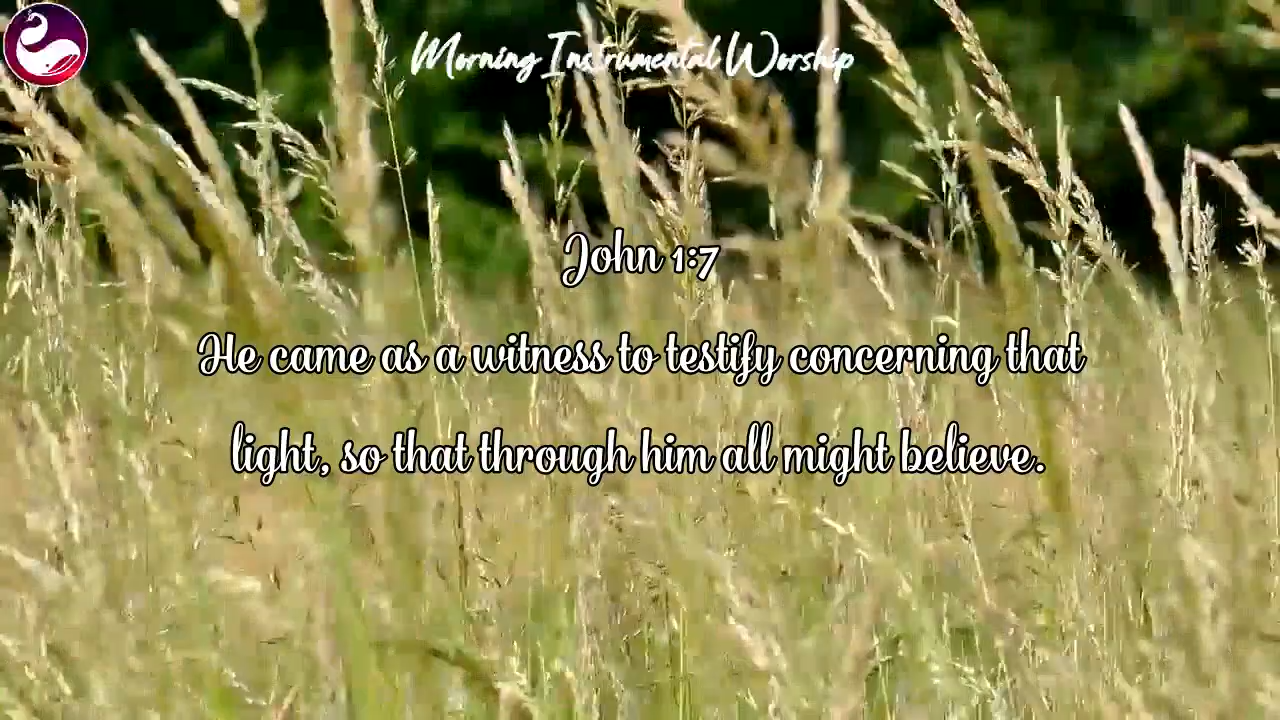 Morning Instrumental Worship
John 1:7
He came as a witness to testify concerning that
light, so that through him all might believe.